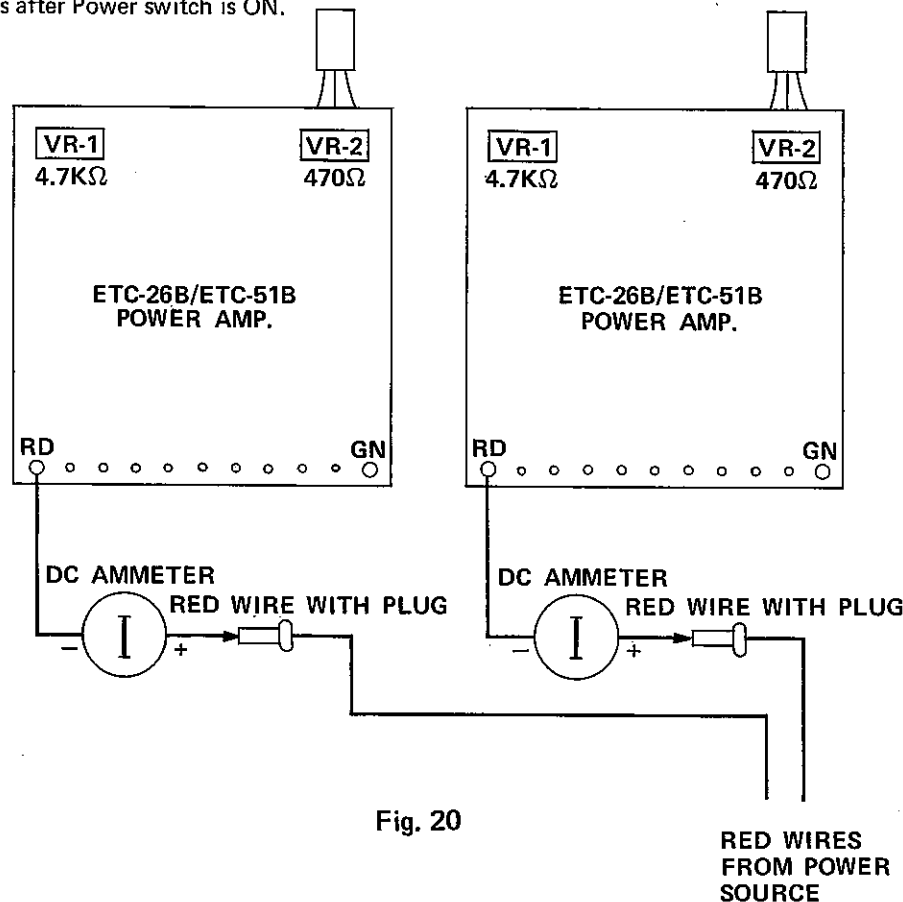 s after Power switch is ON.
VR-1
4.7KΩ
VR-2
470Ω
ETC-26B/ETC-51B
POWER AMP.
RD
GN
DC AMMETER
RED WIRE WITH PLUG
I
− +
VR-1
4.7KΩ
VR-2
470Ω
ETC-26B/ETC-51B
POWER AMP.
RD
GN
DC AMMETER
RED WIRE WITH PLUG
I
− +
Fig. 20
RED WIRES
FROM POWER
SOURCE